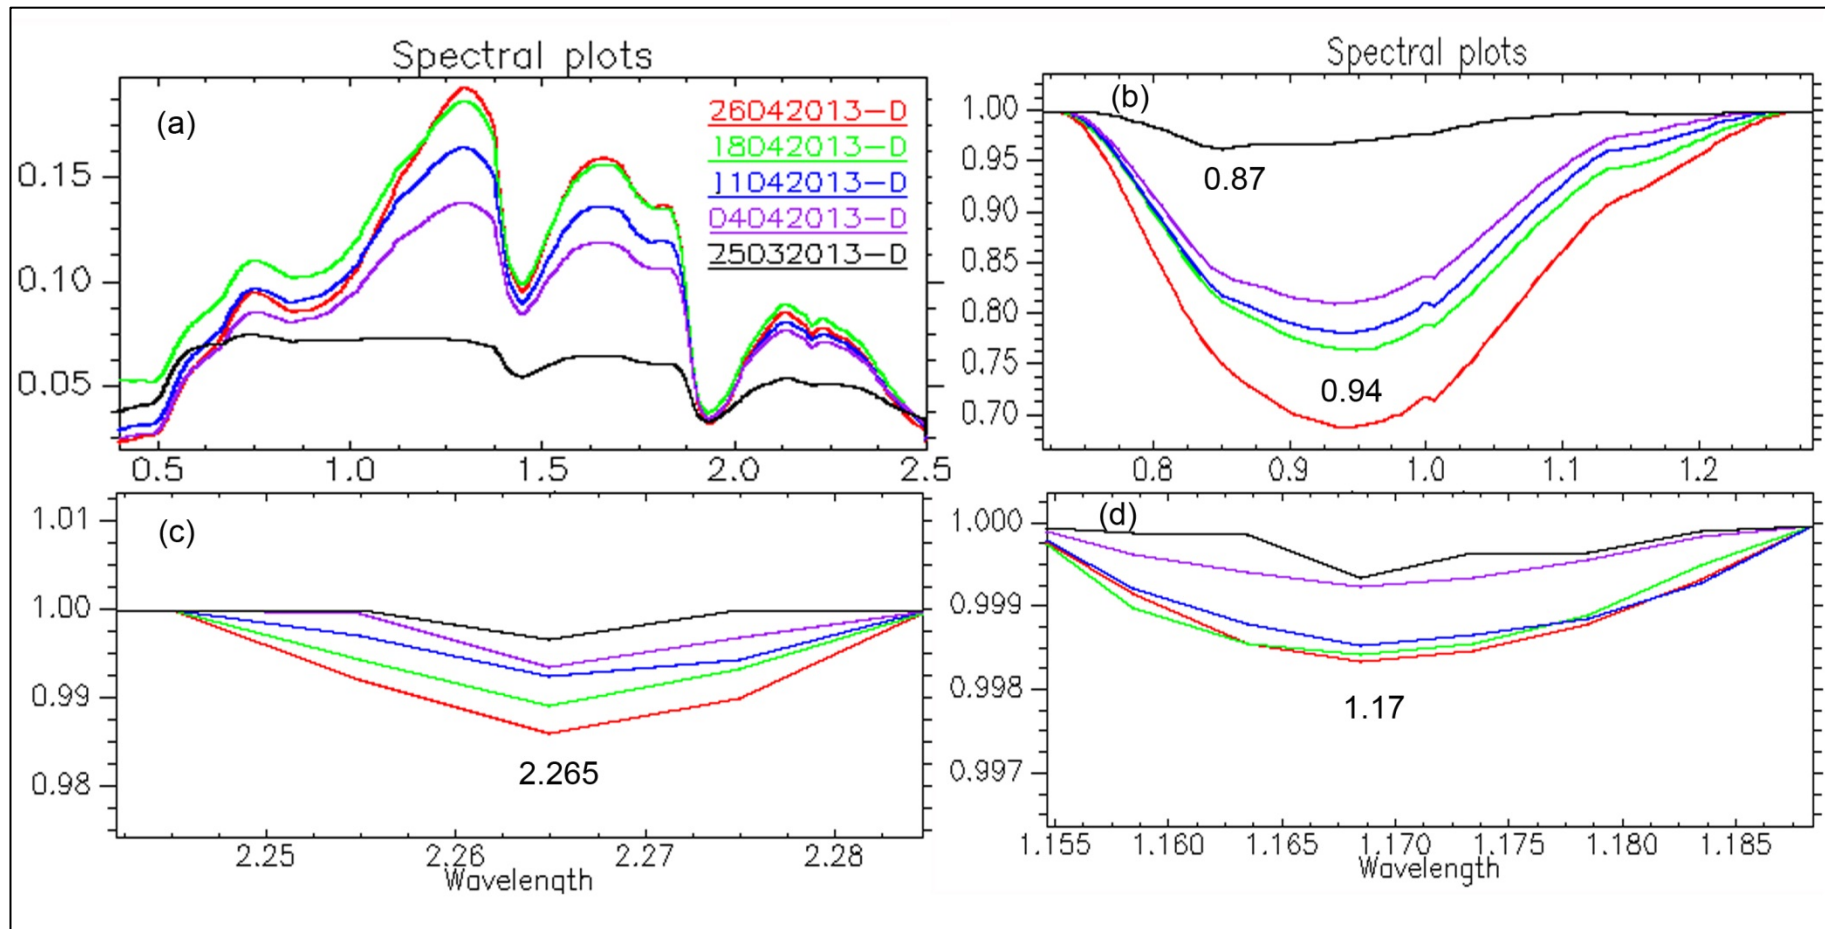 Spectral plots
(a)
26042013-D
18042013-D
11042013-D
04042013-D
25032013-D
0.15
0.10
0.05
0.5 1.0 1.5 2.0 2.5
Spectral plots
(b)
1.00
0.95
0.90
0.85
0.80
0.75
0.70
0.87
0.94
0.8 0.9 1.0 1.1 1.2
(c)
1.01
1.00
0.99
0.98
2.265
2.25 2.26 2.27 2.28
Wavelength
(d)
1.000
0.999
0.998
0.997
1.17
1.155 1.160 1.165 1.170 1.175 1.180 1.185
Wavelength